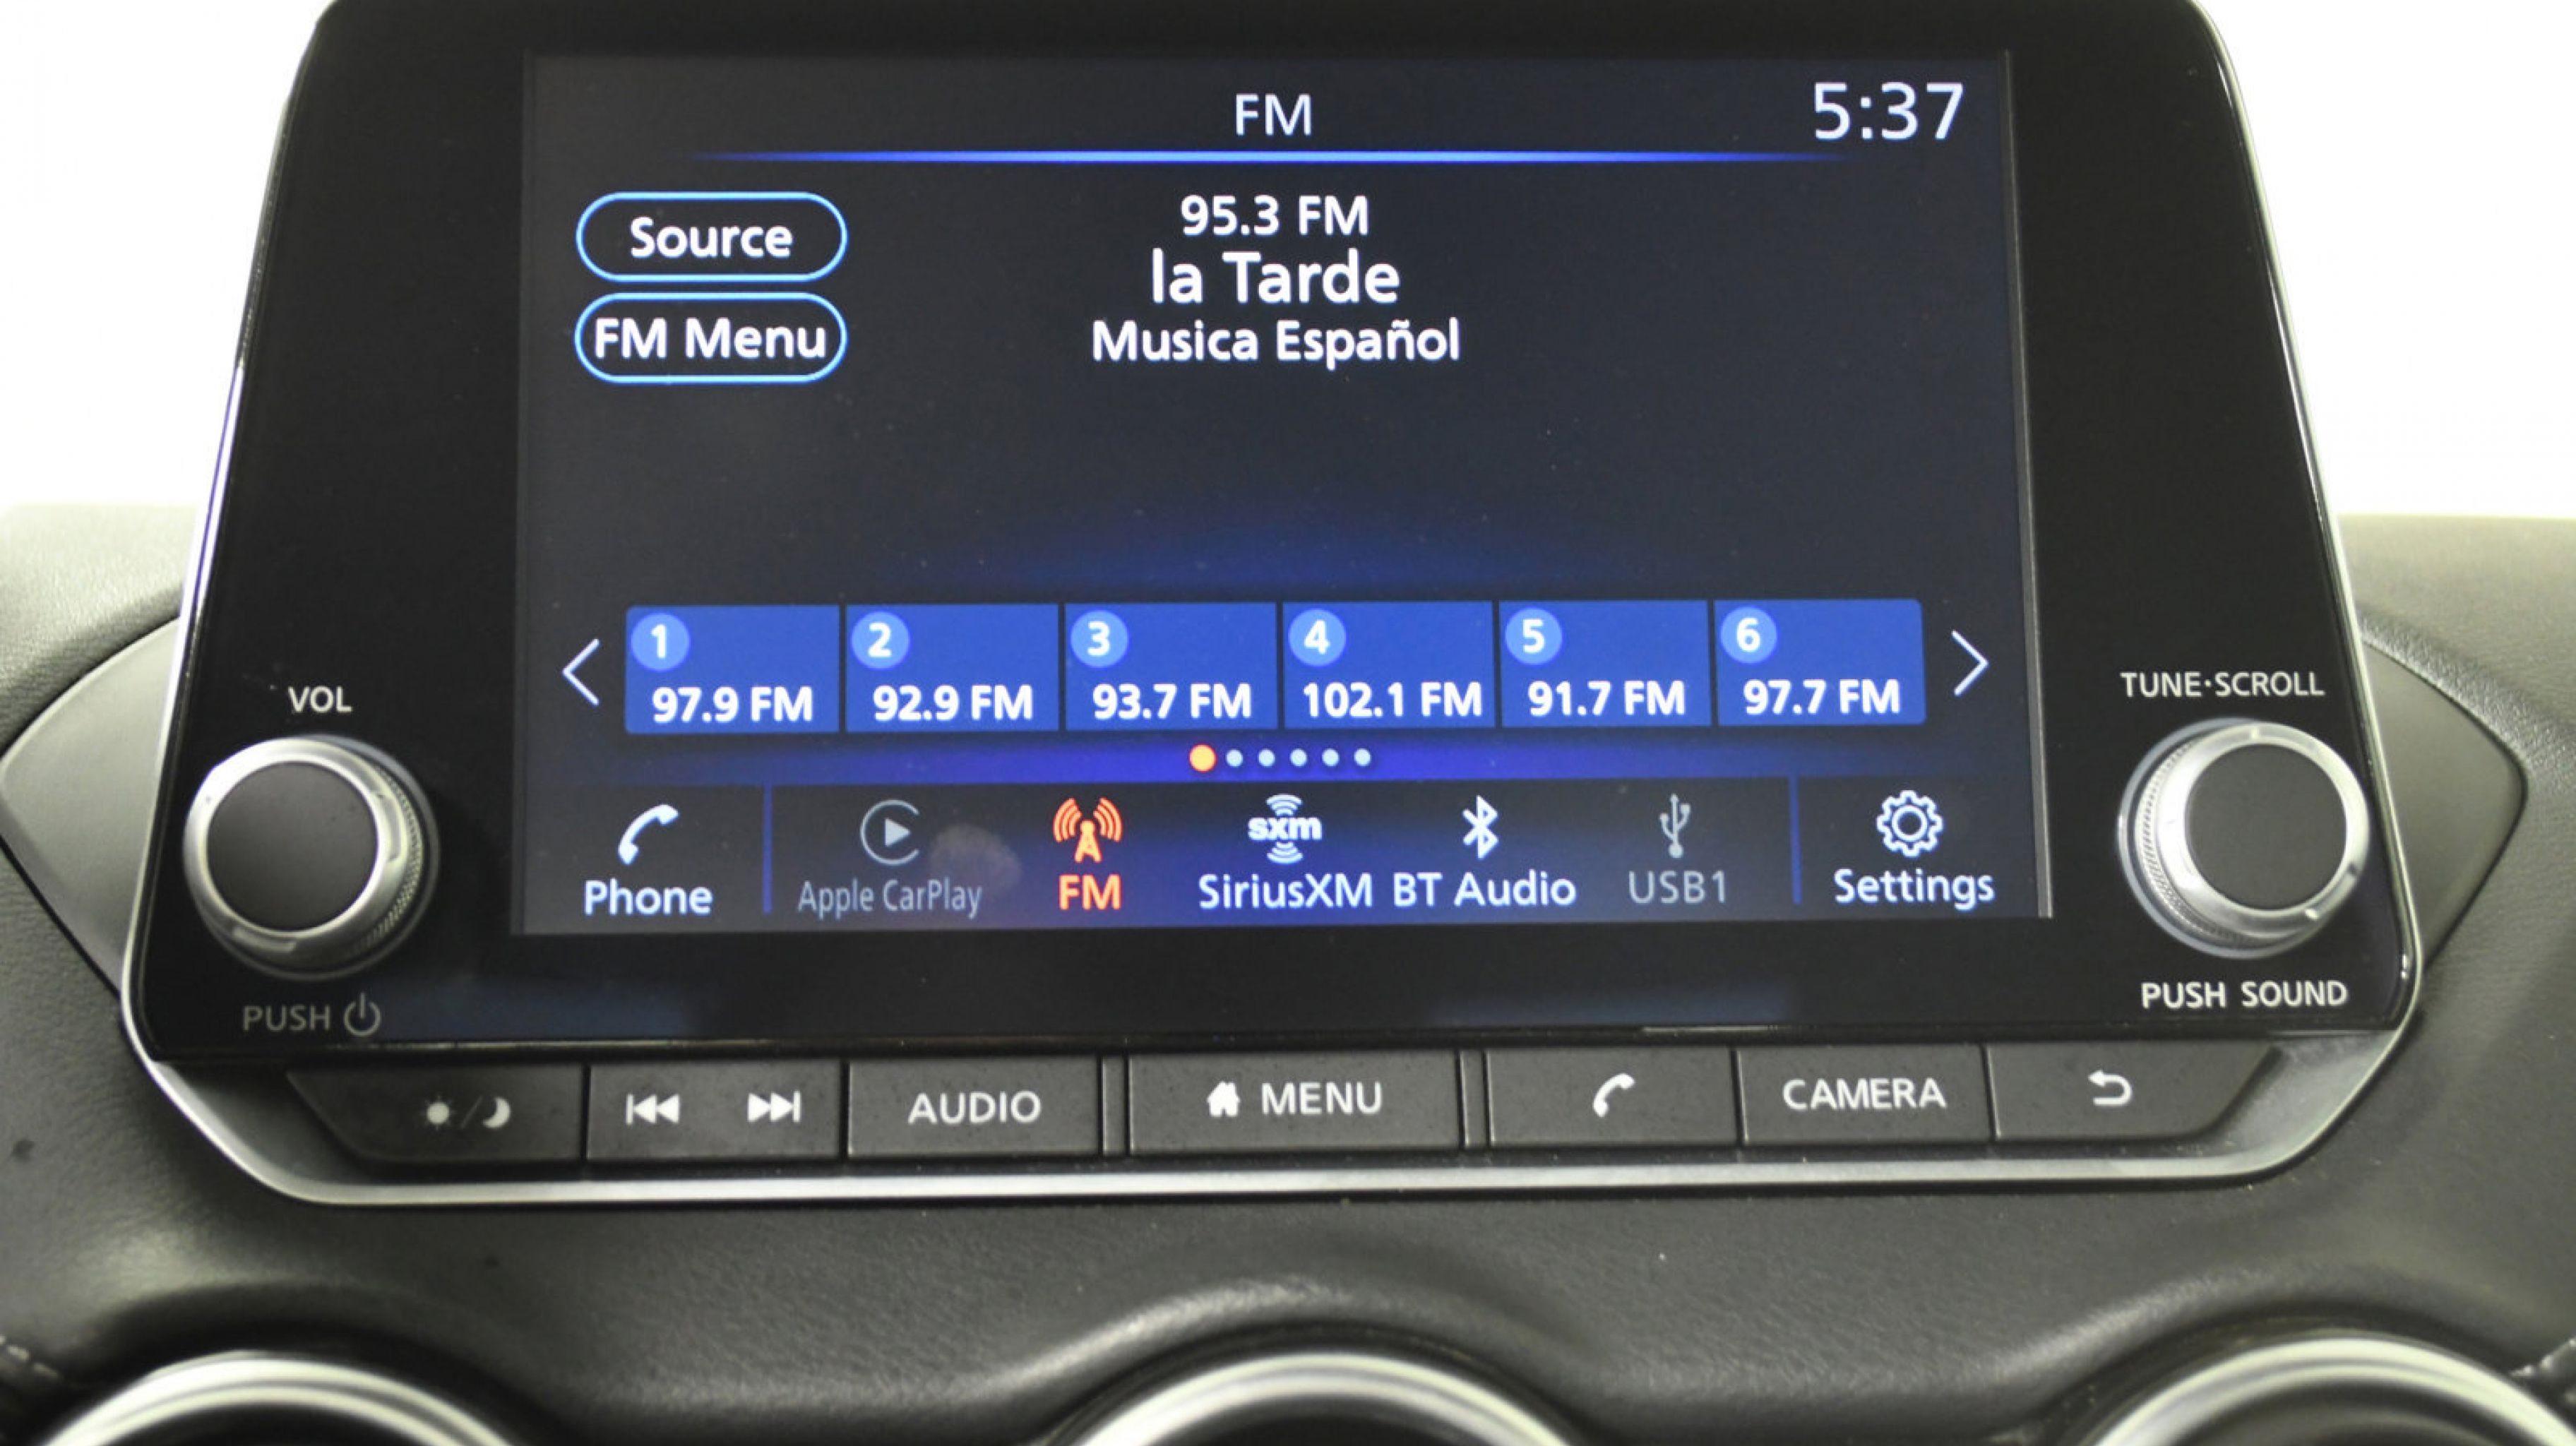 FM
5:37
Source
95.3 FM
la Tarde
FM Menu
Musica Español
1
2
3
4
5
6
97.9 FM
92.9 FM
93.7 FM
102.1 FM
91.7 FM
97.7 FM
VOL
TUNE·SCROLL
sxm
Phone
Apple CarPlay
FM
SiriusXM
BT Audio
USB1
Settings
PUSH
PUSH SOUND
AUDIO
MENU
CAMERA